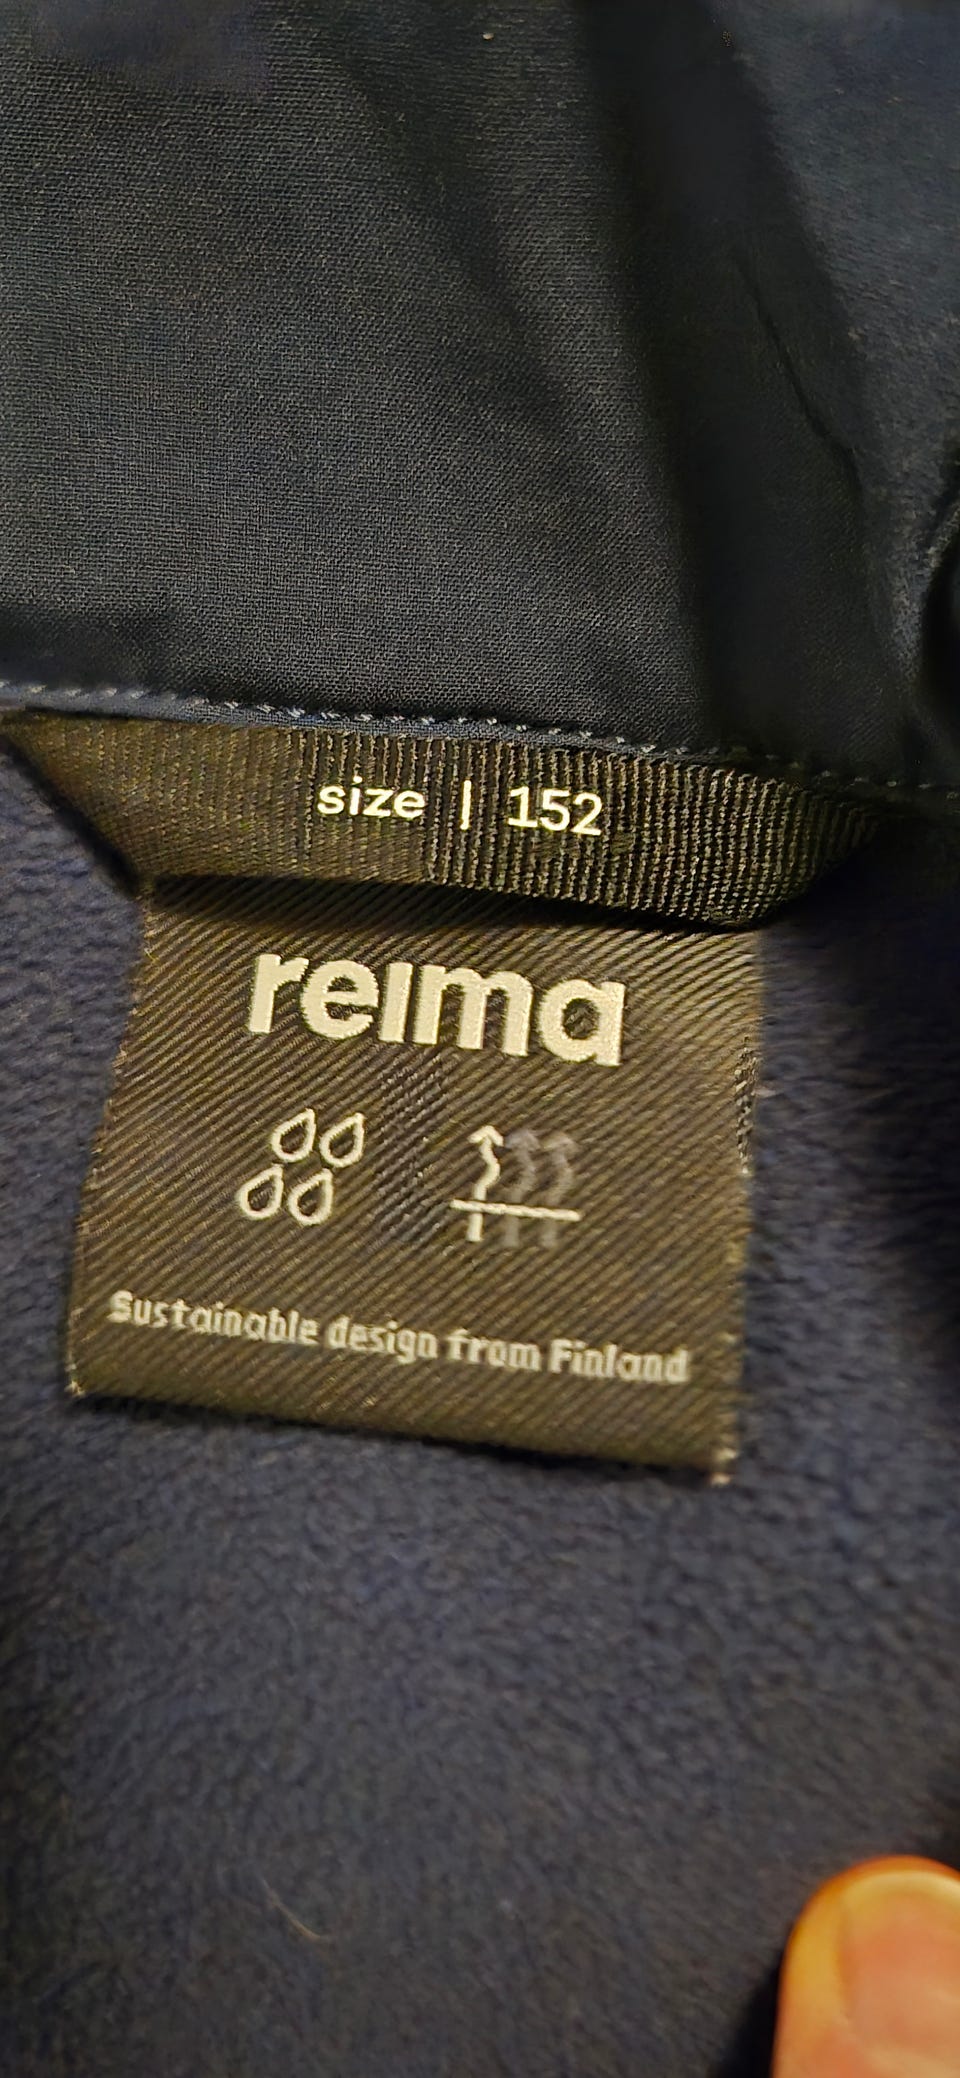 size | 152
reima
Sustainable design from Finland